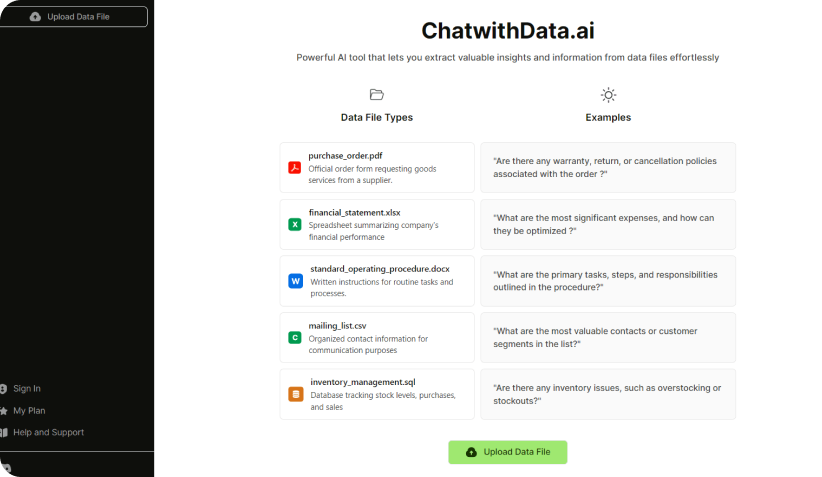 Upload Data File
Sign In
My Plan
Help and Support
ChatwithData.ai
Powerful AI tool that lets you extract valuable insights and information from data files effortlessly
Data File Types
Examples
purchase_order.pdf
Official order form requesting goods
services from a supplier.
"Are there any warranty, return, or cancellation policies
associated with the order ?"
financial_statement.xlsx
Spreadsheet summarizing company's
financial performance
"What are the most significant expenses, and how can
they be optimized ?"
standard_operating_procedure.docx
Written instructions for routine tasks and
processes.
"What are the primary tasks, steps, and responsibilities
outlined in the procedure?"
mailing_list.csv
Organized contact information for
communication purposes
"What are the most valuable contacts or customer
segments in the list?"
inventory_management.sql
Database tracking stock levels, purchases,
and sales
"Are there any inventory issues, such as overstocking or
stockouts?"
Upload Data File